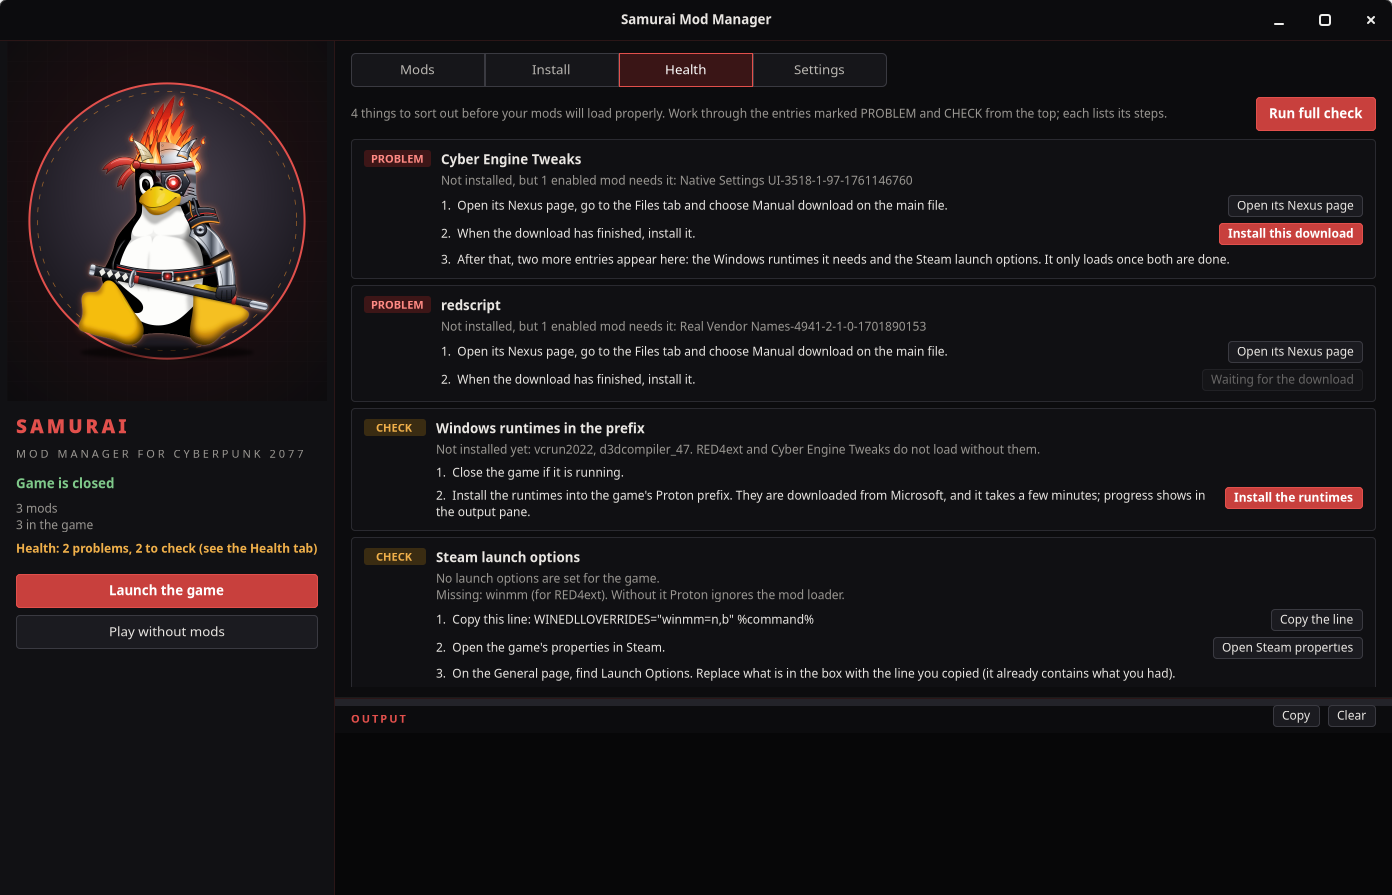 Samurai Mod Manager
Mods
Install
Health
Settings
4 things to sort out before your mods will load properly. Work through the entries marked PROBLEM and CHECK from the top; each lists its steps.
Run full check
PROBLEM
Cyber Engine Tweaks
Not installed, but 1 enabled mod needs it: Native Settings UI-3518-1-97-1761146760
1. Open its Nexus page, go to the Files tab and choose Manual download on the main file.
Open its Nexus page
2. When the download has finished, install it.
Install this download
3. After that, two more entries appear here: the Windows runtimes it needs and the Steam launch options. It only loads once both are done.
PROBLEM
redscript
Not installed, but 1 enabled mod needs it: Real Vendor Names-4941-2-1-0-1701890153
1. Open its Nexus page, go to the Files tab and choose Manual download on the main file.
Open its Nexus page
2. When the download has finished, install it.
Waiting for the download
CHECK
Windows runtimes in the prefix
Not installed yet: vcrun2022, d3dcompiler_47. RED4ext and Cyber Engine Tweaks do not load without them.
1. Close the game if it is running.
2. Install the runtimes into the game's Proton prefix. They are downloaded from Microsoft, and it takes a few minutes; progress shows in
the output pane.
Install the runtimes
CHECK
Steam launch options
No launch options are set for the game.
Missing: winmm (for RED4ext). Without it Proton ignores the mod loader.
1. Copy this line: WINEDLLOVERRIDES="winmm=n,b" %command%
Copy the line
2. Open the game's properties in Steam.
Open Steam properties
3. On the General page, find Launch Options. Replace what is in the box with the line you copied (it already contains what you had).
SAMURAI
MOD MANAGER FOR CYBERPUNK 2077
Game is closed
3 mods
3 in the game
Health: 2 problems, 2 to check (see the Health tab)
Launch the game
Play without mods
OUTPUT
Copy
Clear